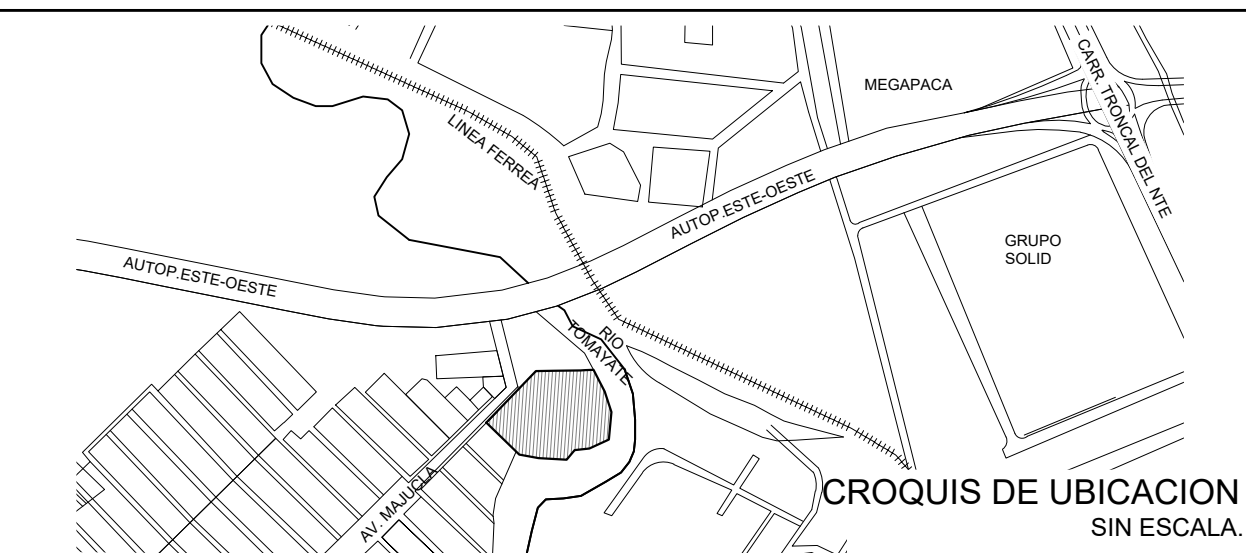 MEGAPACA
CARR. TRONCAL DEL NTE
LINEA FERREA
AUTOP.ESTE-OESTE
GRUPO
SOLID
AUTOP.ESTE-OESTE
RIO
TOMAYATE
AV. MAJUCLA
CROQUIS DE UBICACION
SIN ESCALA.